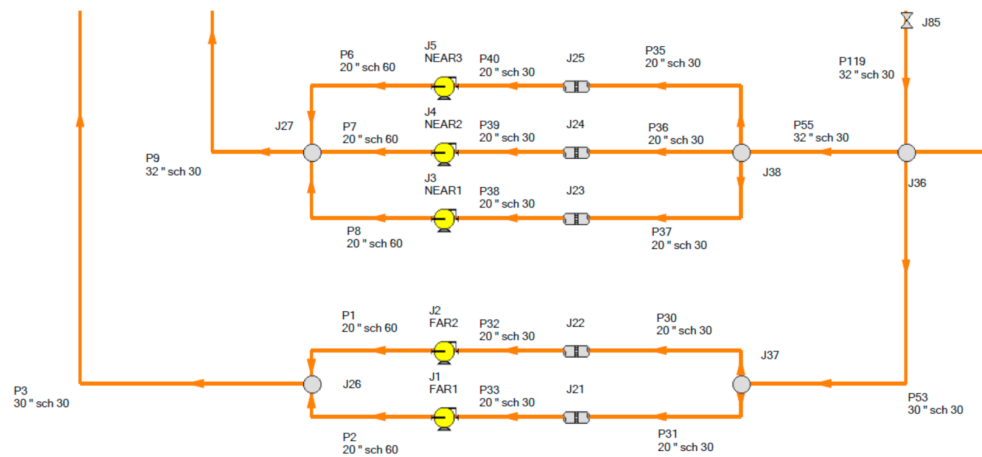 J85
J5
NEAR3
P6
20 " sch 60
P40
20 " sch 30
J25
P35
20 " sch 30
P119
32 " sch 30
J27
J4
NEAR2
P7
20 " sch 60
P39
20 " sch 30
J24
P36
20 " sch 30
P55
32 " sch 30
P9
32 " sch 30
J38
J36
J3
NEAR1
P38
20 " sch 30
J23
P8
20 " sch 60
P37
20 " sch 30
P1
20 " sch 60
J2
FAR2
P32
20 " sch 30
J22
P30
20 " sch 30
J37
J26
J1
FAR1
P33
20 " sch 30
J21
P3
30 " sch 30
P53
30 " sch 30
P2
20 " sch 60
P31
20 " sch 30